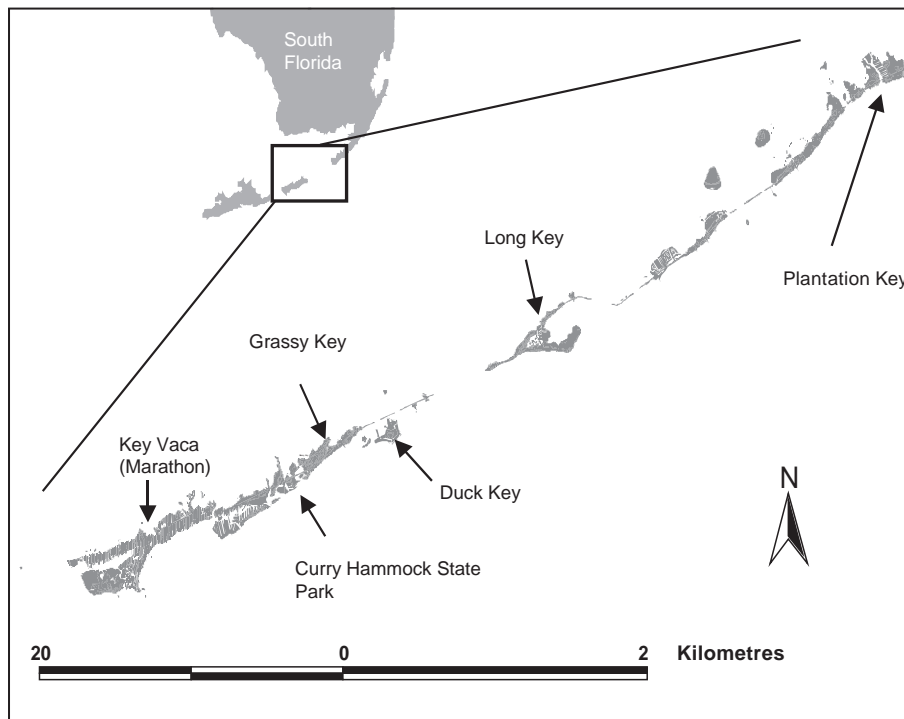 South
Florida
Long Key
Plantation Key
Grassy Key
Key Vaca
(Marathon)
Duck Key
N
Curry Hammock State
Park
20 0 2 Kilometres